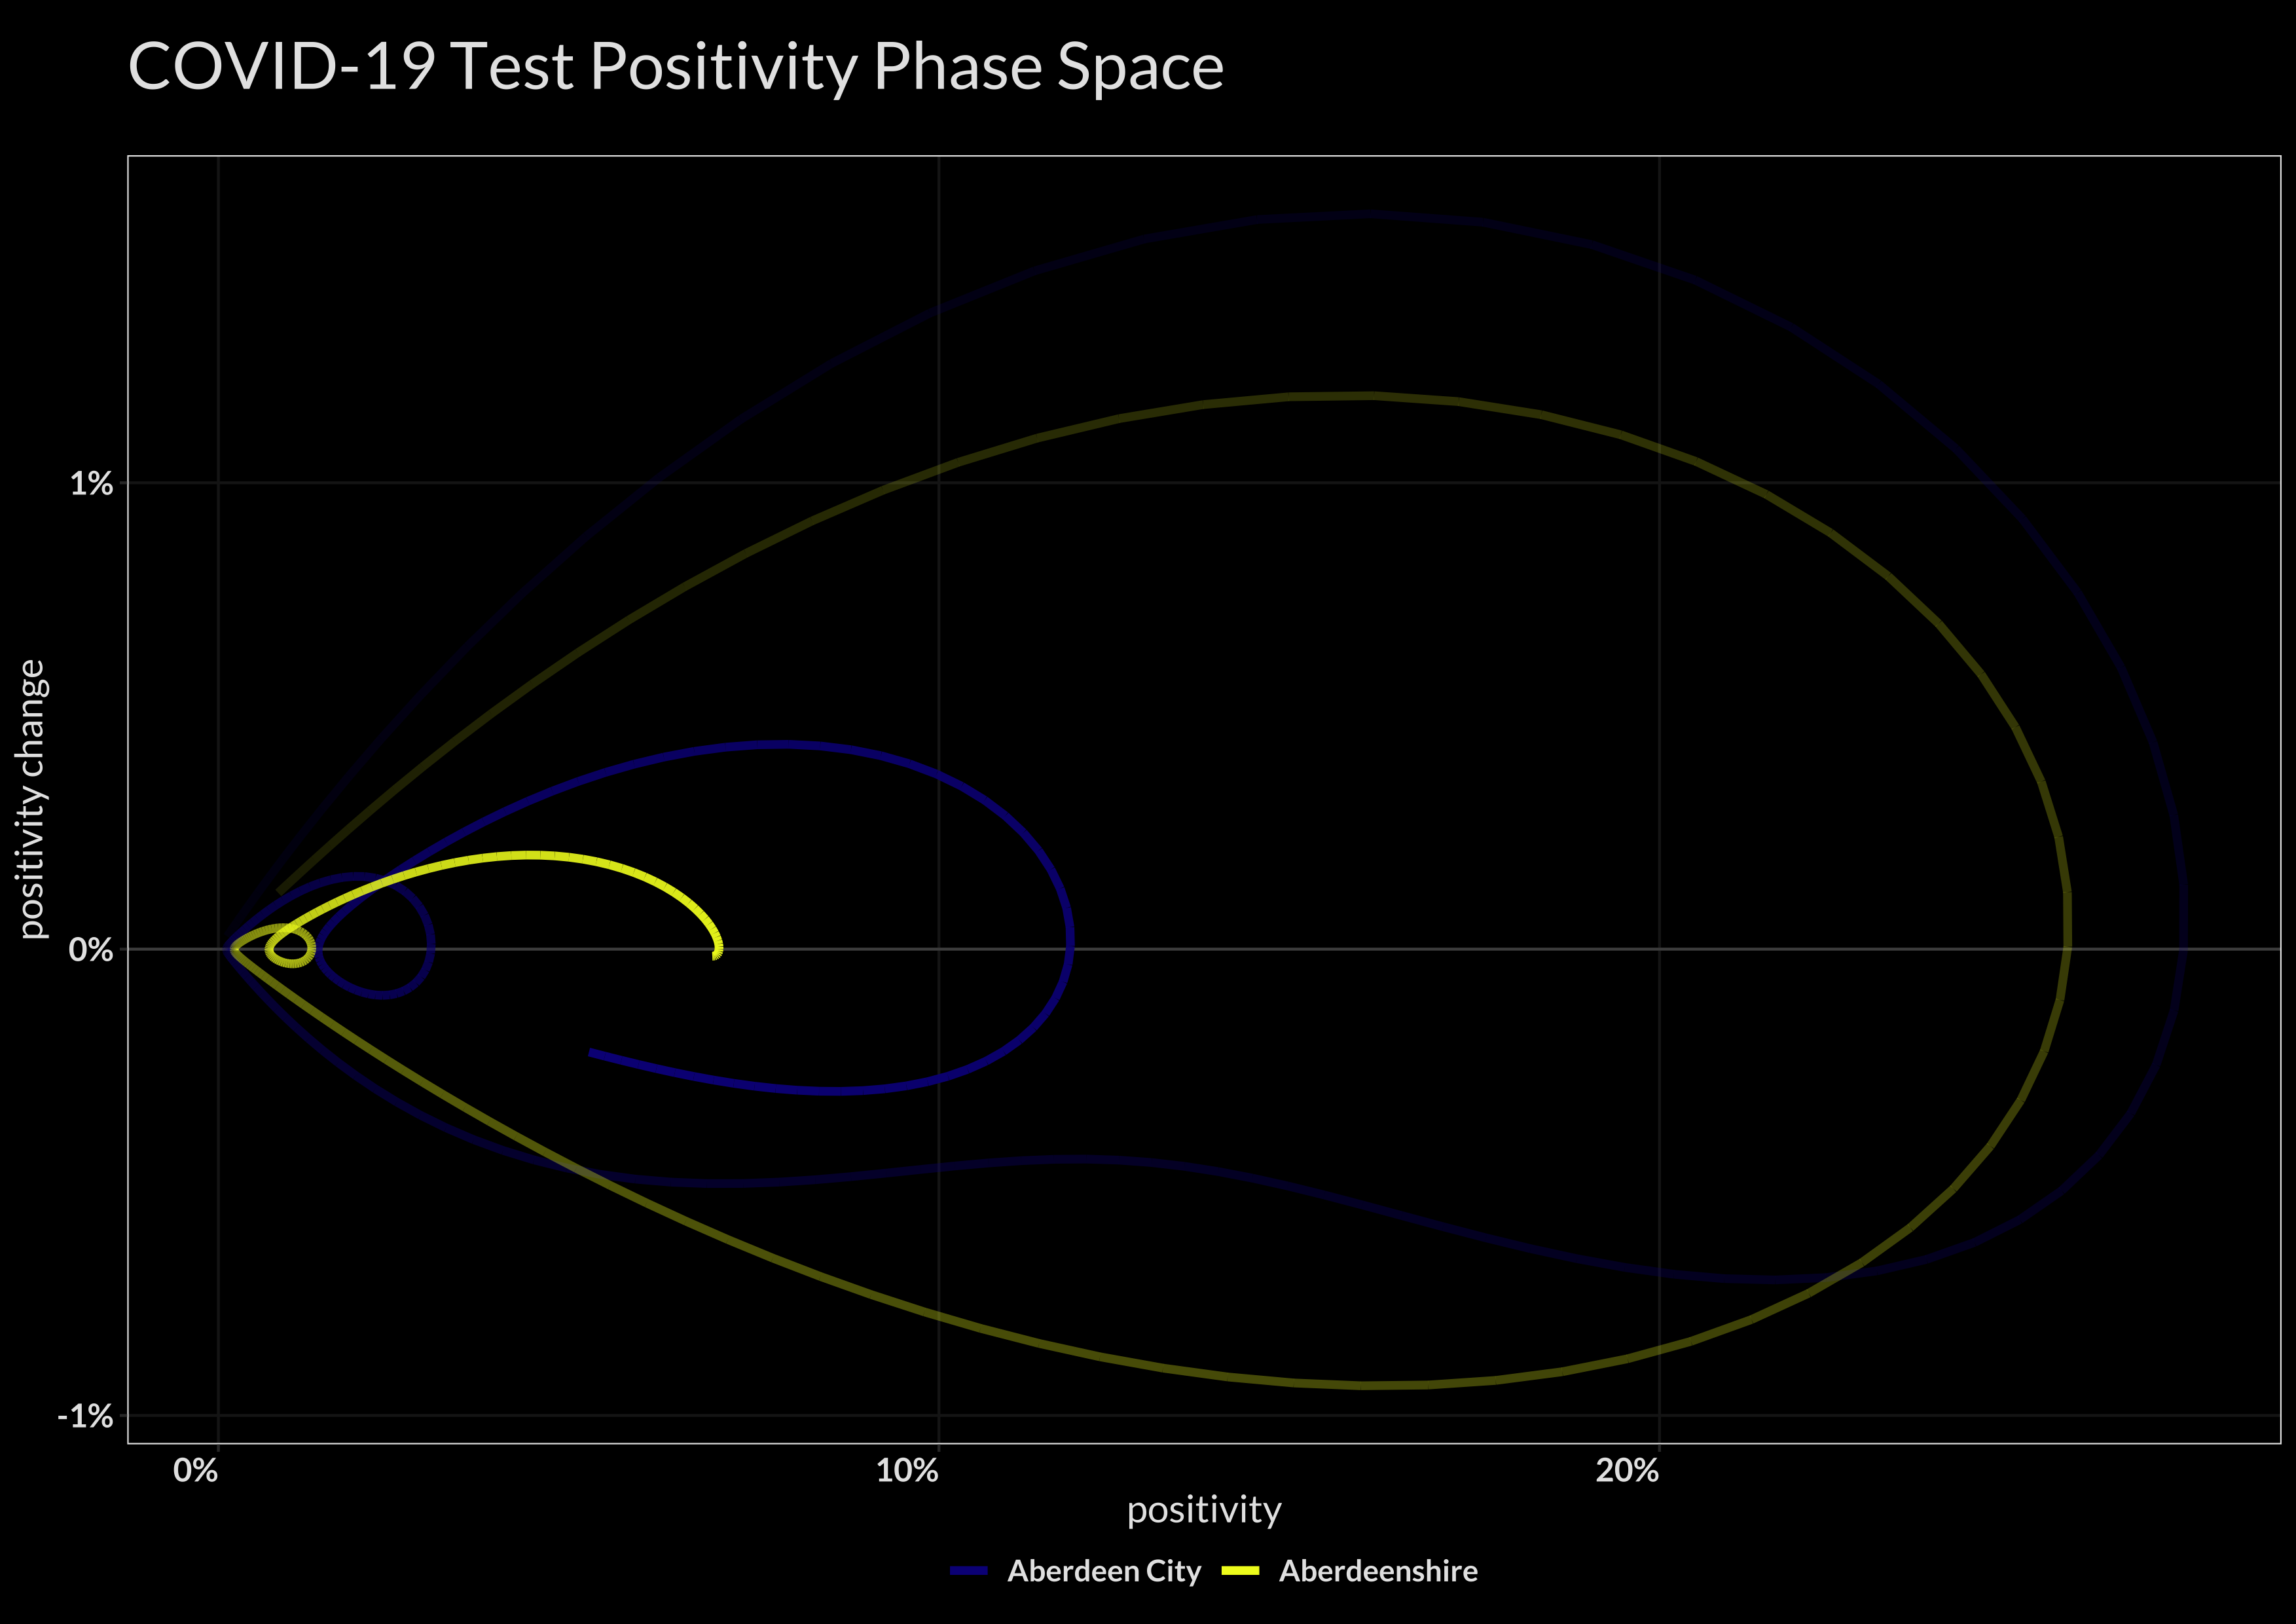 COVID-19 Test Positivity Phase Space
positivity change
1%
0%
-1%
0% 10% 20%
positivity
Aberdeen City Aberdeenshire